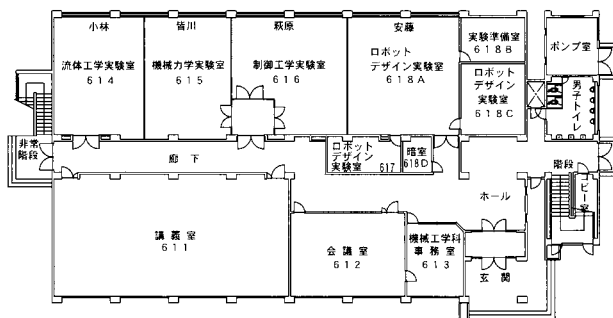 小林
流体工学実験室
614
皆川
機械力学実験室
615
萩原
制御工学実験室
616
安藤
ロボット
デザイン実験室
618A
実験準備室
618B
ロボット
デザイン
実験室
618C
ポンプ室
男子トイレ
非常
階段
廊下
ロボット
デザイン
実験室
617
暗室
618D
階段
コピー室
ホール
講義室
611
会議室
612
機械工学科
事務室
613
玄関